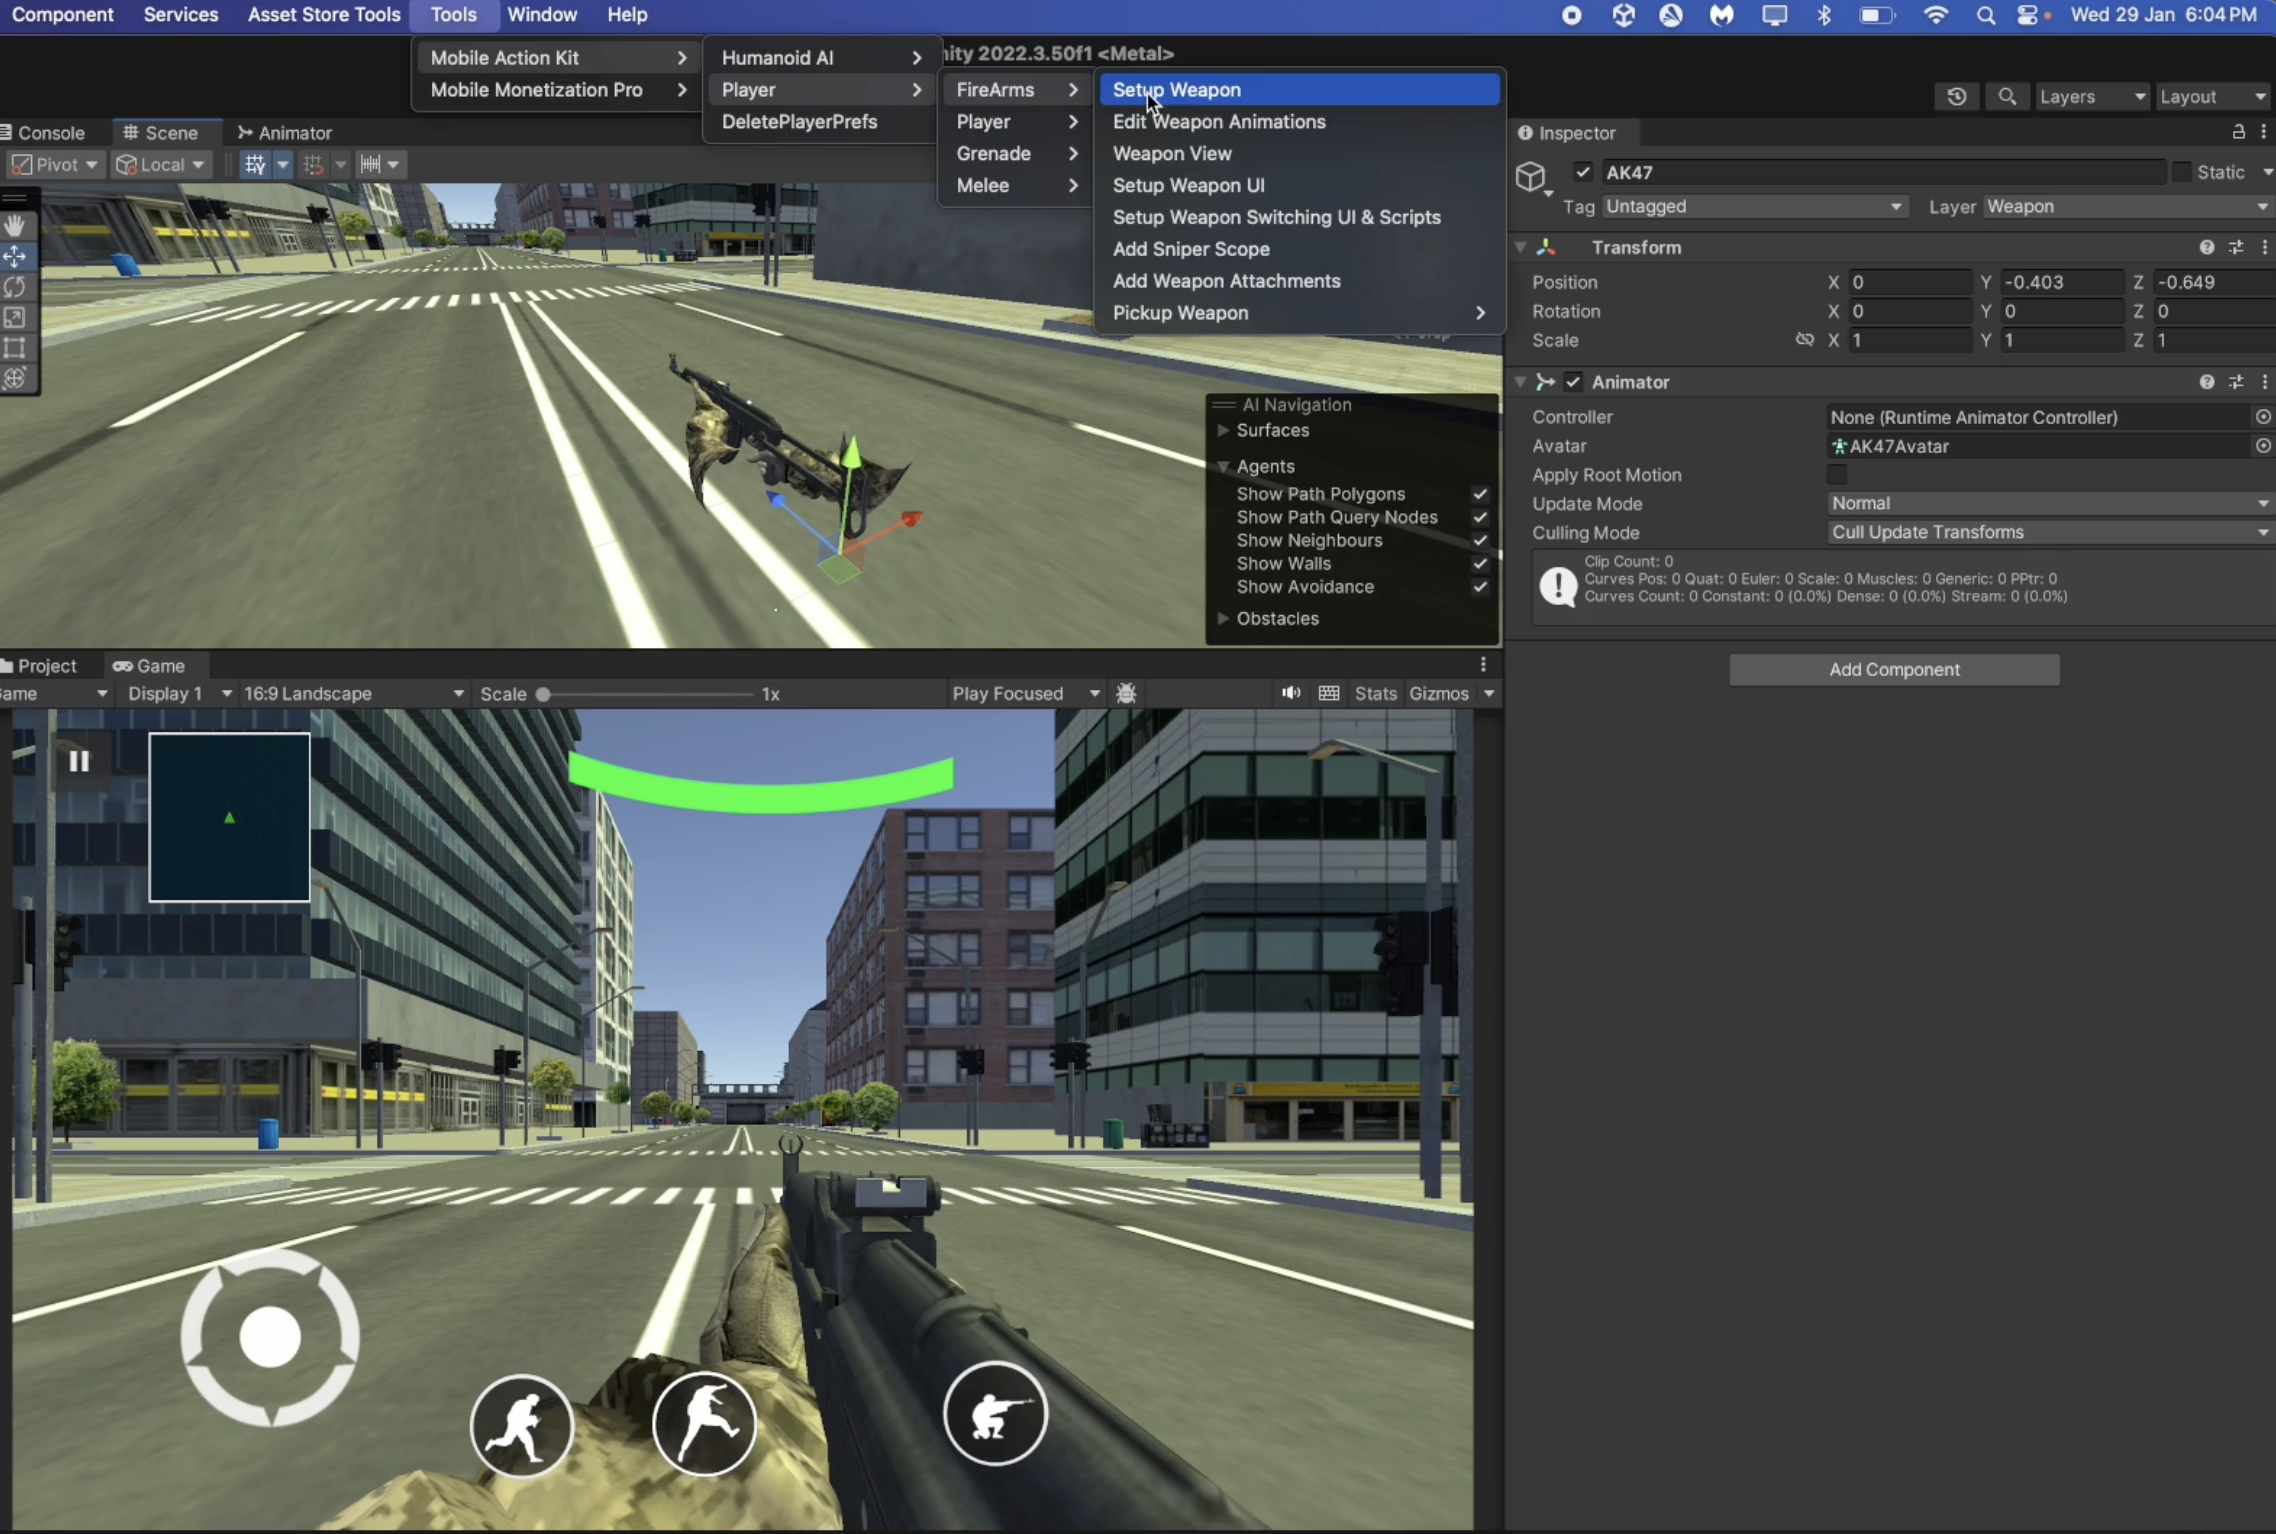 Component Services Asset Store Tools Tools Window Help
Wed 29 Jan 6:04 PM
nity 2022.3.50f1 <Metal>
Mobile Action Kit
Mobile Monetization Pro
Humanoid AI
Player
DeletePlayerPrefs
FireArms
Player
Grenade
Melee
Setup Weapon
Edit Weapon Animations
Weapon View
Setup Weapon UI
Setup Weapon Switching UI & Scripts
Add Sniper Scope
Add Weapon Attachments
Pickup Weapon
Layers Layout
Console Scene Animator
Pivot Local
AI Navigation
Surfaces
Agents
Show Path Polygons
Show Path Query Nodes
Show Neighbours
Show Walls
Show Avoidance
Obstacles
Inspector
AK47 Static
Tag Untagged Layer Weapon
Transform
Position X 0 Y -0.403 Z -0.649
Rotation X 0 Y 0 Z 0
Scale X 1 Y 1 Z 1
Animator
Controller None (Runtime Animator Controller)
Avatar AK47Avatar
Apply Root Motion
Update Mode Normal
Culling Mode Cull Update Transforms
Clip Count: 0
Curves Pos: 0 Quat: 0 Euler: 0 Scale: 0 Muscles: 0 Generic: 0 PPtr: 0
Curves Count: 0 Constant: 0 (0.0%) Dense: 0 (0.0%) Stream: 0 (0.0%)
Add Component
Project Game
ame Display 1 16:9 Landscape Scale 1x Play Focused Stats Gizmos